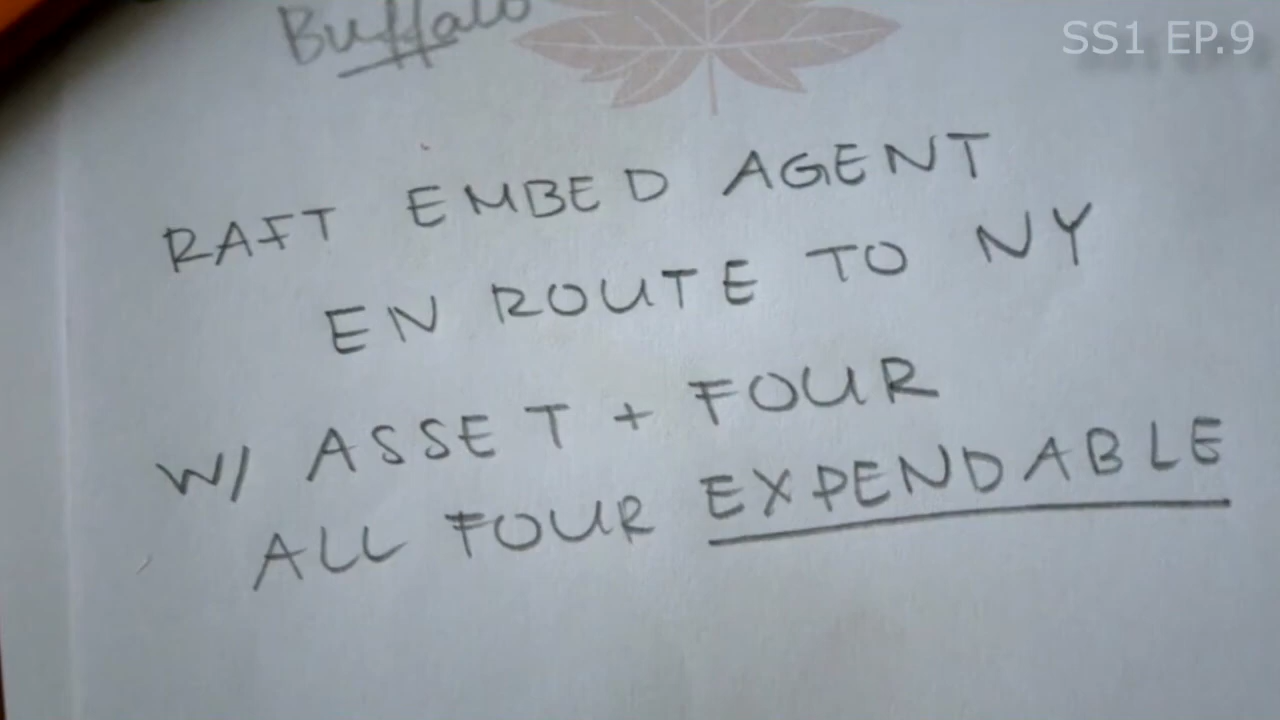 Buffalo
SS1 EP.9
RAFT EMBED AGENT
EN ROUTE TO NY
W/ ASSET + FOUR
ALL FOUR EXPENDABLE